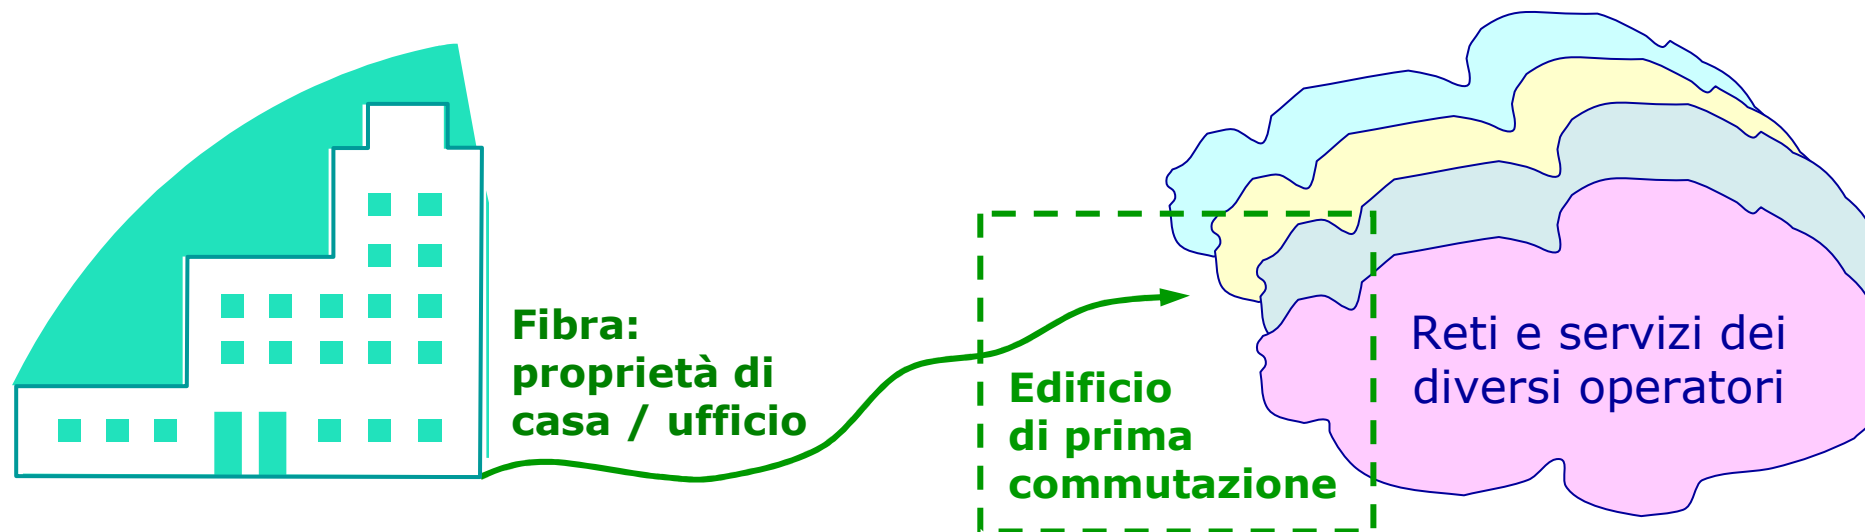 Fibra:
proprietà di
casa / ufficio
Edificio
di prima
commutazione
Reti e servizi dei
diversi operatori